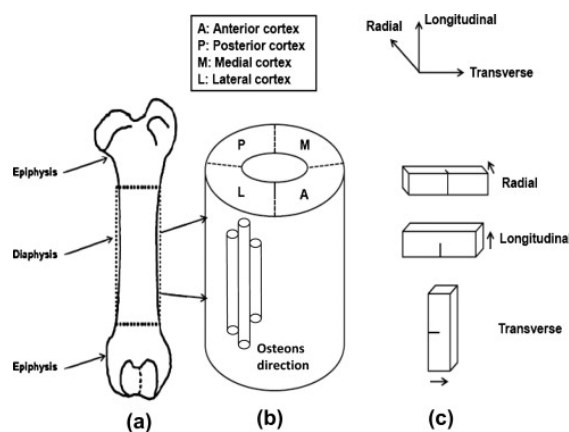 A: Anterior cortex
P: Posterior cortex
M: Medial cortex
L: Lateral cortex
Longitudinal
Radial
Transverse
Epiphysis
Diaphysis
Epiphysis
P
M
L
A
Osteons
direction
Radial
Longitudinal
Transverse
(a)
(b)
(c)